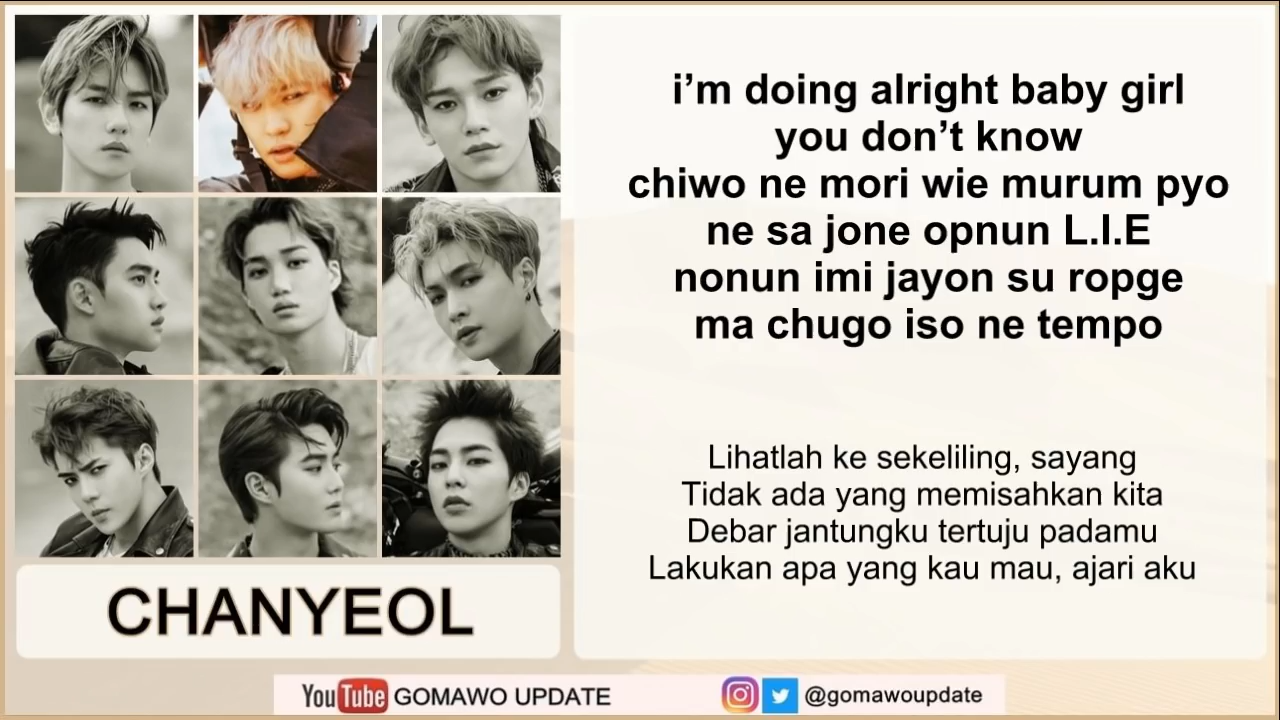 i’m doing alright baby girl
you don’t know
chiwo ne mori wie murum pyo
ne sa jone opnun L.I.E
nonun imi jayon su ropge
ma chugo iso ne tempo
Lihatlah ke sekeliling, sayang
Tidak ada yang memisahkan kita
Debar jantungku tertuju padamu
Lakukan apa yang kau mau, ajari aku
CHANYEOL
YouTube GOMAWO UPDATE
@gomawoupdate